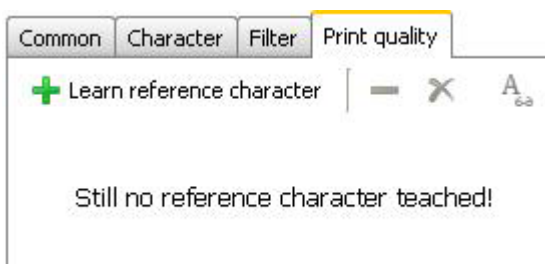 Common Character Filter Print quality
Learn reference character
Still no reference character teached!